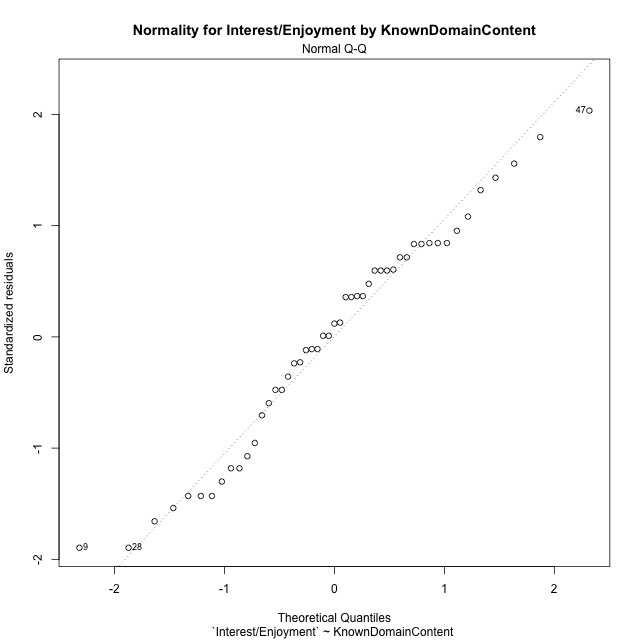 Normality for Interest/Enjoyment by KnownDomainContent
Normal Q-Q
47
2
1
0
-1
-2
Standardized residuals
9
28
-2
-1
0
1
2
Theoretical Quantiles
`Interest/Enjoyment` ~ KnownDomainContent